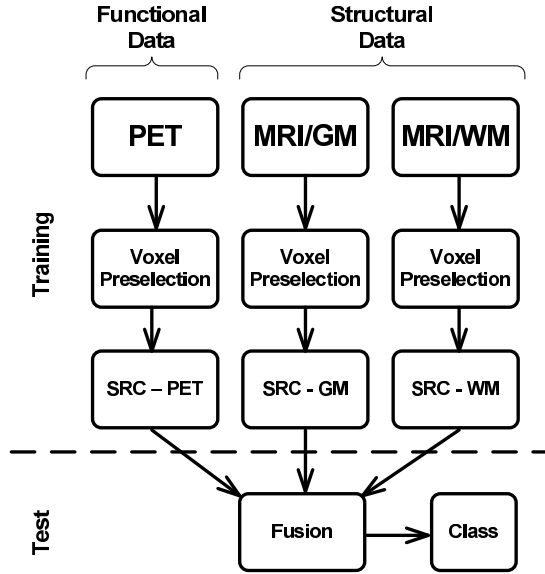 Functional
Data
Structural
Data
PET
MRI/GM
MRI/WM
Training
Voxel
Preselection
Voxel
Preselection
Voxel
Preselection
SRC – PET
SRC - GM
SRC - WM
Test
Fusion
Class